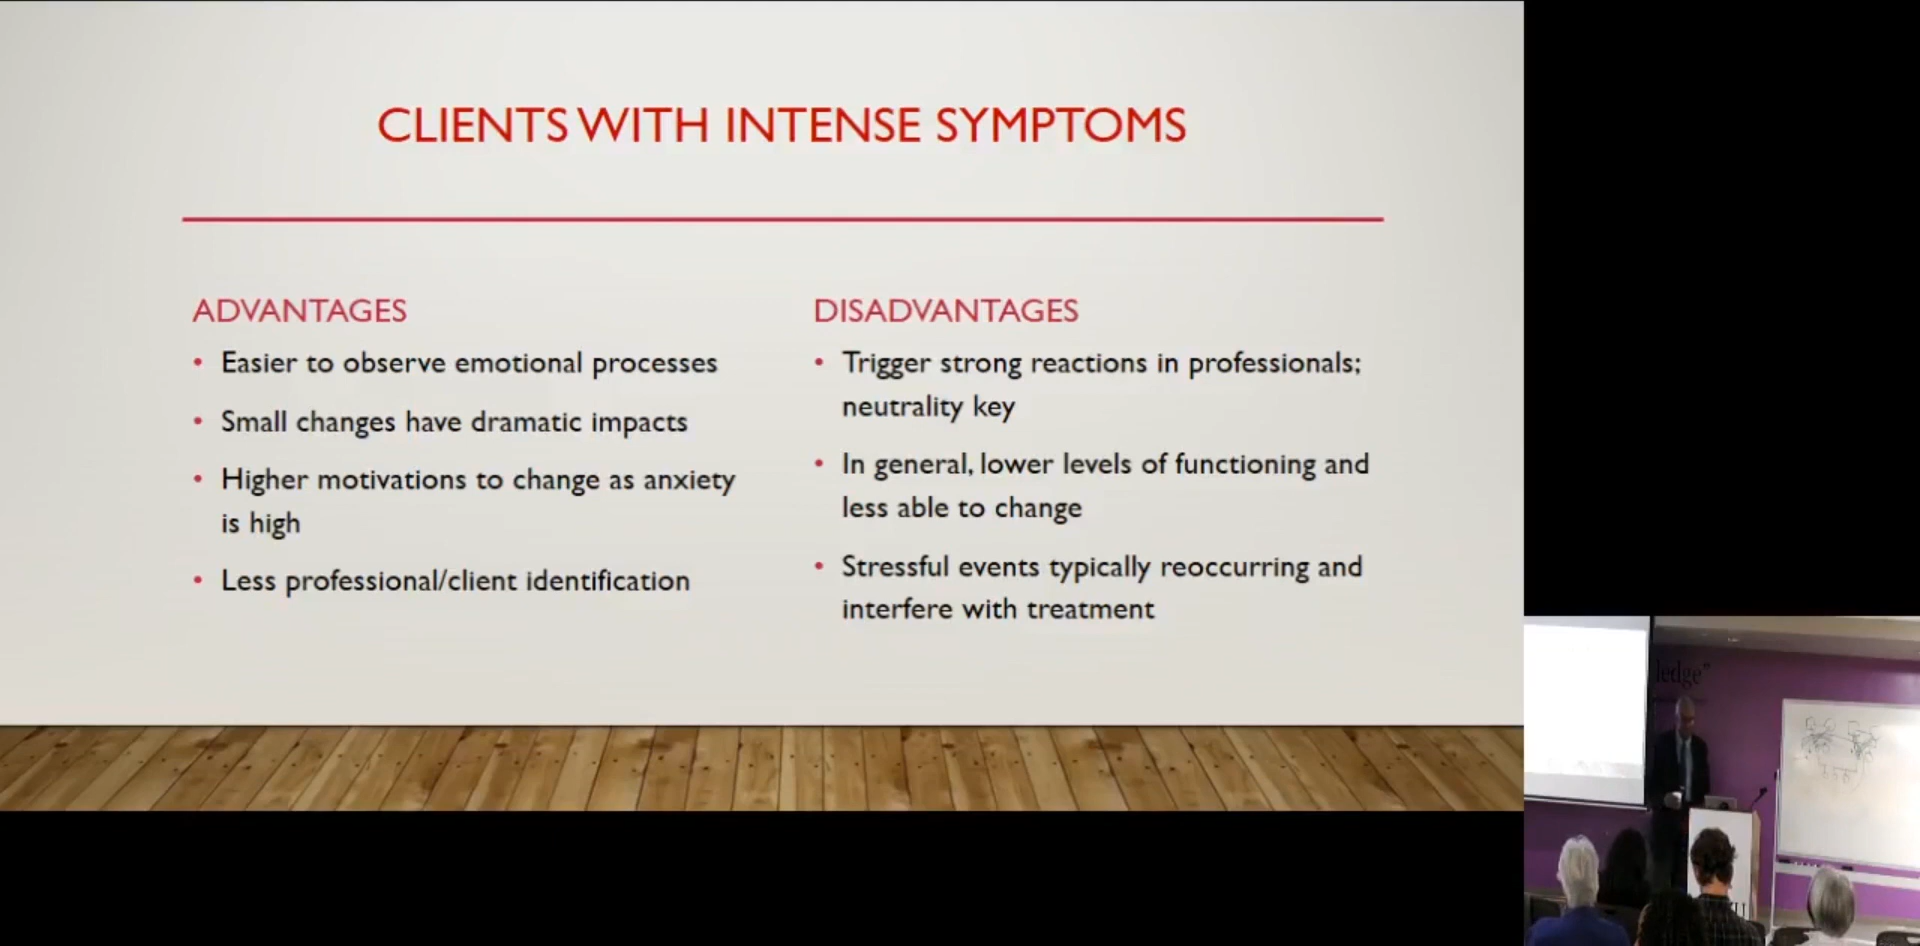 CLIENTS WITH INTENSE SYMPTOMS
ADVANTAGES
• Easier to observe emotional processes
• Small changes have dramatic impacts
• Higher motivations to change as anxiety
is high
• Less professional/client identification
DISADVANTAGES
• Trigger strong reactions in professionals;
neutrality key
• In general, lower levels of functioning and
less able to change
• Stressful events typically reoccurring and
interfere with treatment
ledge"